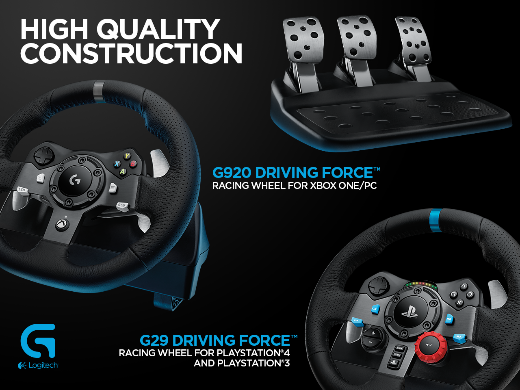 HIGH QUALITY
CONSTRUCTION
G920 DRIVING FORCE™
RACING WHEEL FOR XBOX ONE/PC
G29 DRIVING FORCE™
RACING WHEEL FOR PLAYSTATION®4
AND PLAYSTATION®3
Logitech